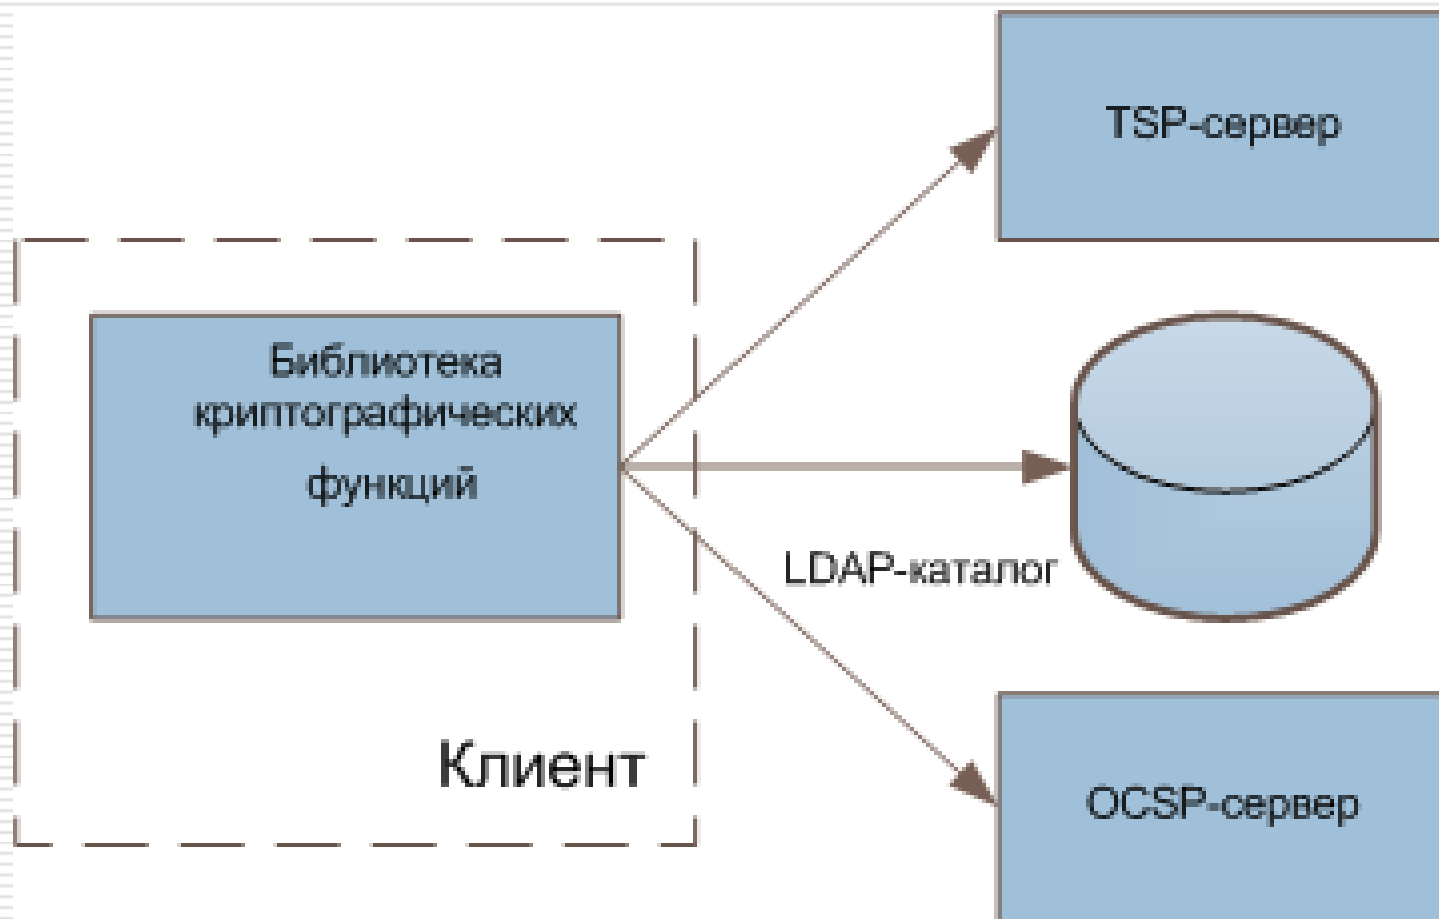 TSP-сервер
Библиотека
криптографических
функций
LDAP-каталог
Клиент
OCSP-сервер